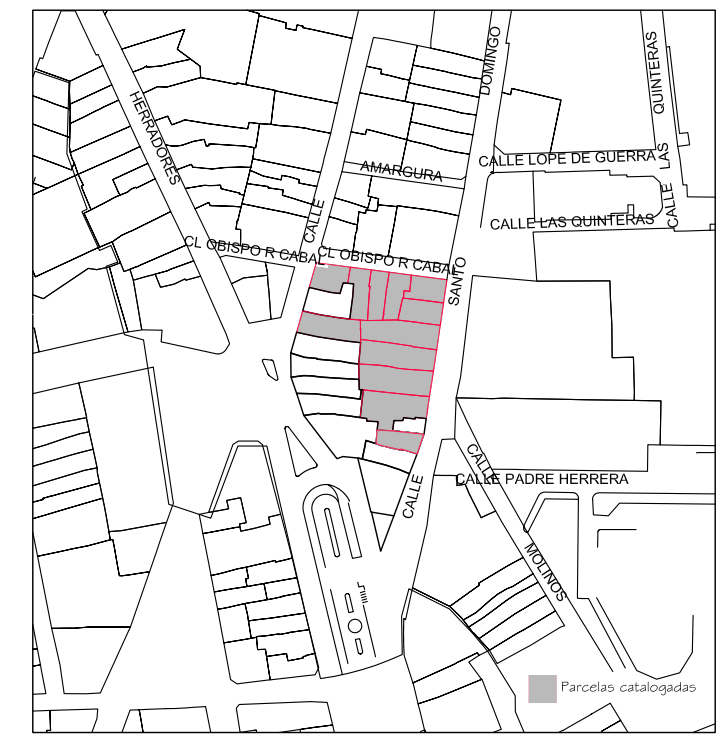 DOMINGO
QUINTERAS
HERRADORES
LAS
CALLE LOPE DE GUERRA
AMARGURA
CALLE
CALLE
CALLE LAS QUINTERAS
CL OBISPO R CABAL
CL OBISPO R CABAL
SANTO
CALLE
CALLE PADRE HERRERA
CALLE
MOLINOS
Parcelas catalogadas